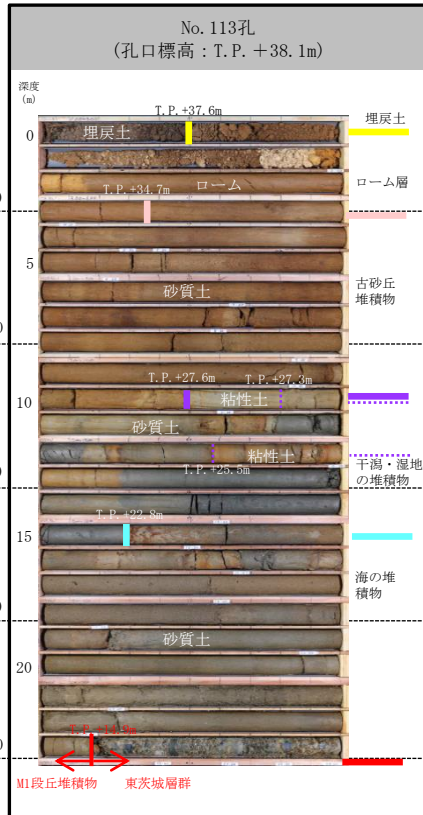 No.113孔
(孔口標高：T.P.＋38.1m)
深度
(m)
T.P.+37.6m
埋戻土
0
埋戻土
ローム
ローム層
T.P.+34.7m
5
古砂丘
堆積物
砂質土
T.P.+27.6m
T.P.+27.3m
10
粘性土
砂質土
粘性土
干潟・湿地
の堆積物
T.P.+25.5m
T.P.+22.8m
15
海の堆
積物
砂質土
20
M1段丘堆積物
東茨城層群